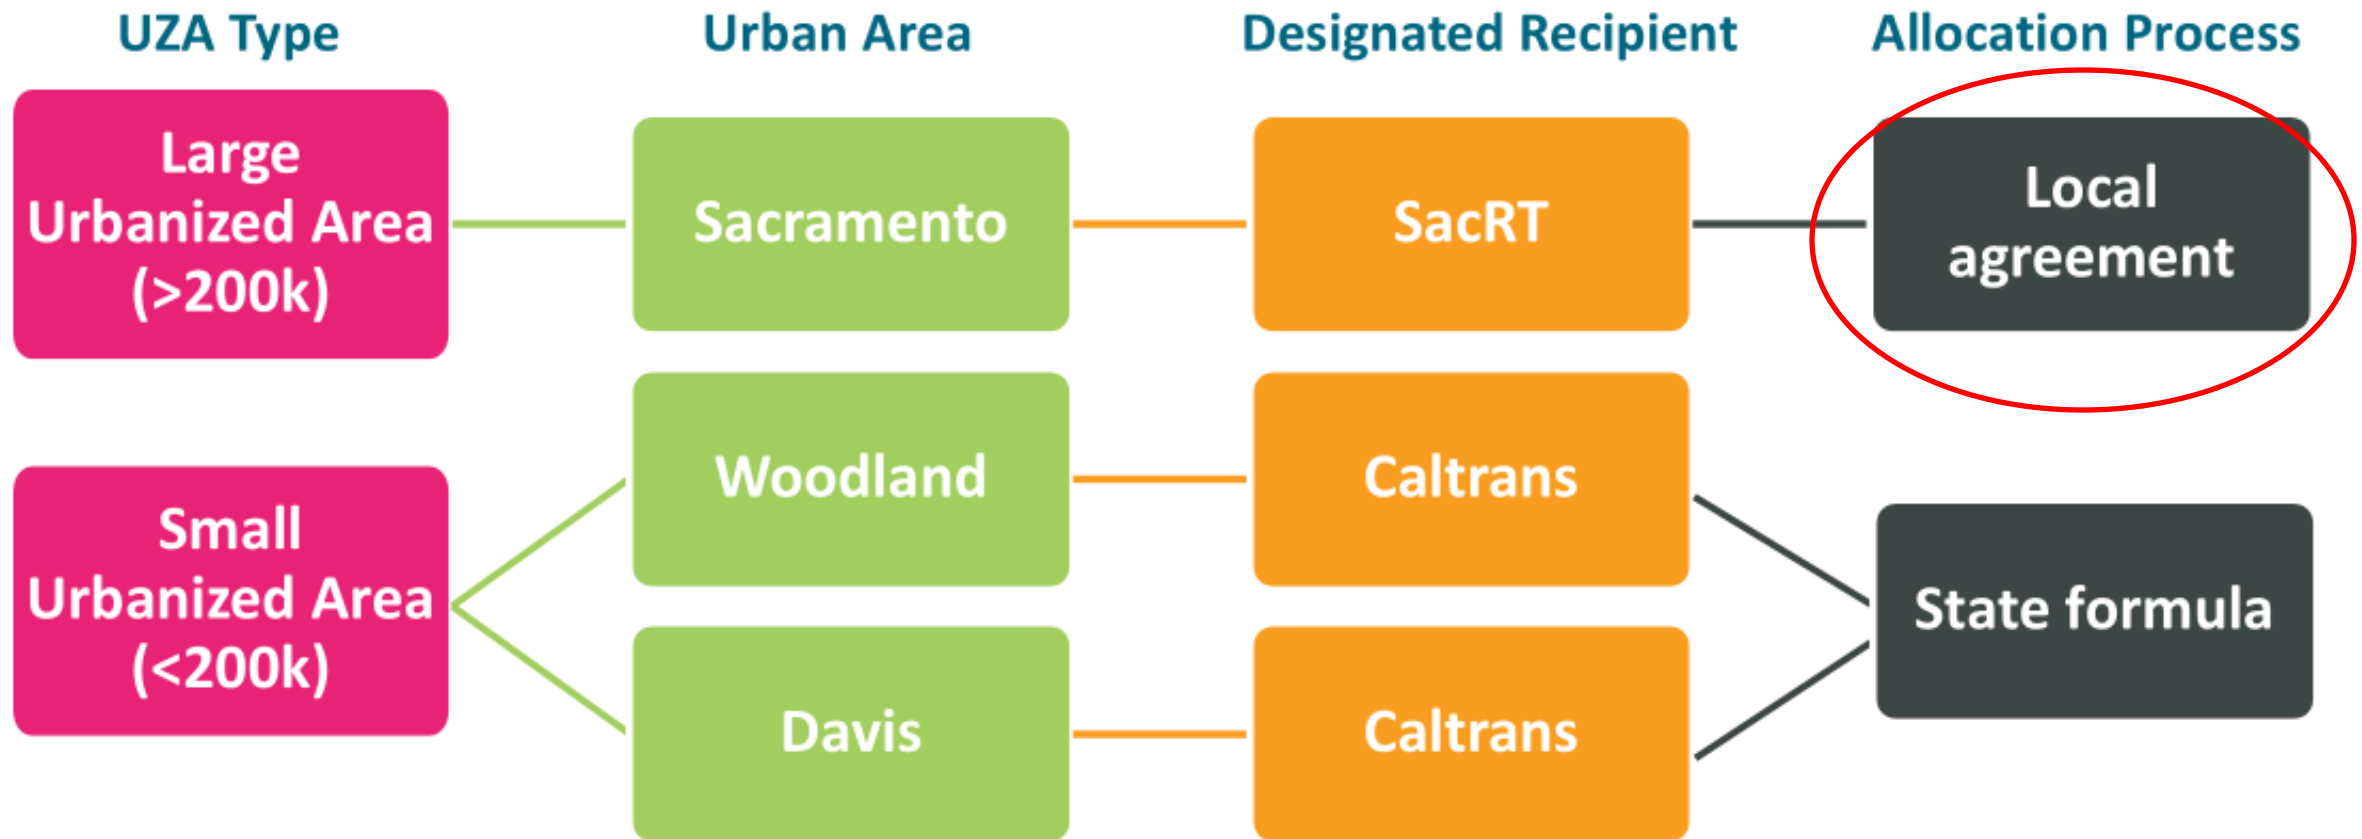 UZA Type
Urban Area
Designated Recipient
Allocation Process
Large
Urbanized Area
(>200k)
Sacramento
SacRT
Local
agreement
Small
Urbanized Area
(<200k)
Woodland
Caltrans
Davis
Caltrans
State formula